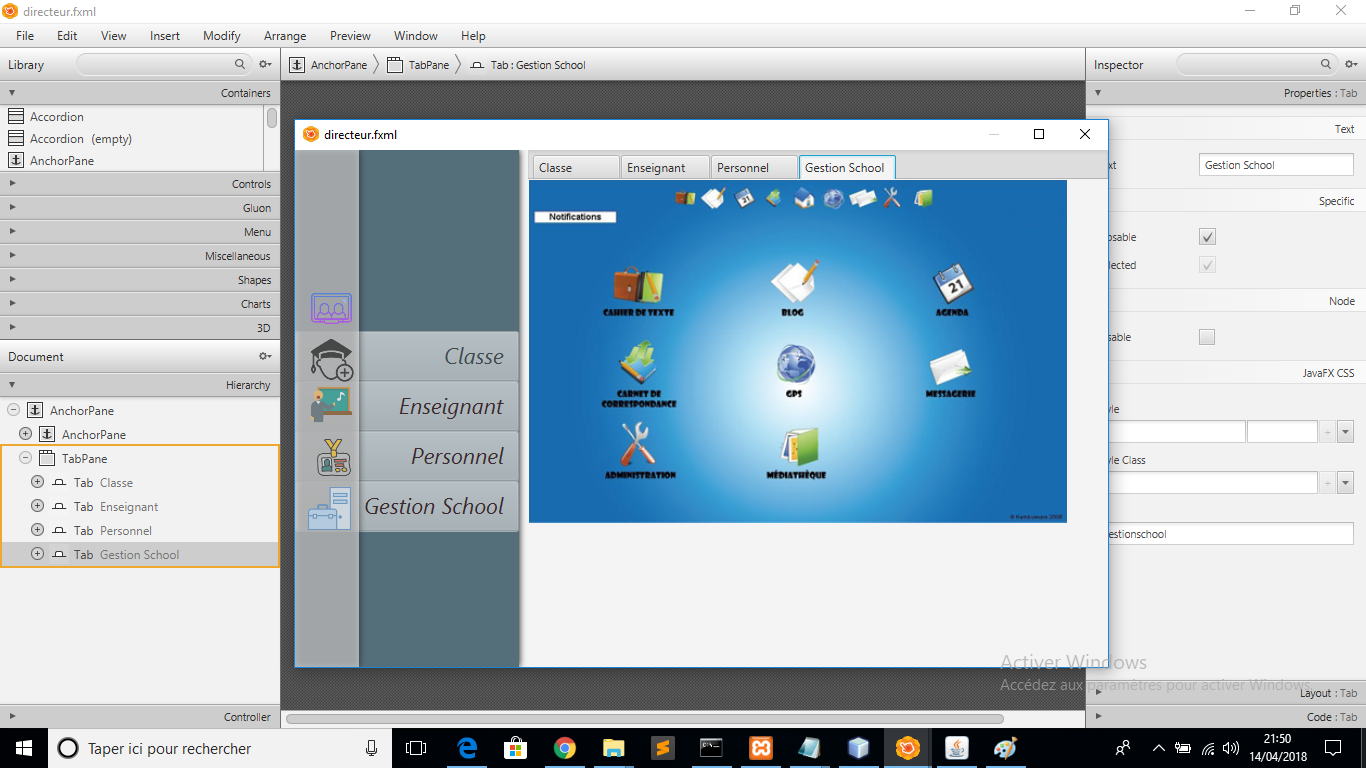 directeur.fxml
File Edit View Insert Modify Arrange Preview Window Help
Library
AnchorPane TabPane Tab : Gestion School
Inspector
Containers
Accordion
Accordion (empty)
AnchorPane
Controls
Gluon
Menu
Miscellaneous
Shapes
Charts
3D
Document
Hierarchy
AnchorPane
AnchorPane
TabPane
Tab Classe
Tab Enseignant
Tab Personnel
Tab Gestion School
Controller
directeur.fxml
Classe Enseignant Personnel Gestion School
Notifications
21
CAHIER DE TEXTE
BLOG
21
AGENDA
CARNET DE
CORRESPONDANCE
GPS
MESSAGERIE
ADMINISTRATION
MÉDIATHÈQUE
Classe
Enseignant
Personnel
Gestion School
Properties : Tab
Text
xt Gestion School
Specific
osable
lected
Node
sable
JavaFX CSS
yle
yle Class
estionschool
Layout : Tab
Code : Tab
Activer Windows
Accédez aux paramètres pour activer Windows.
Taper ici pour rechercher
21:50
14/04/2018